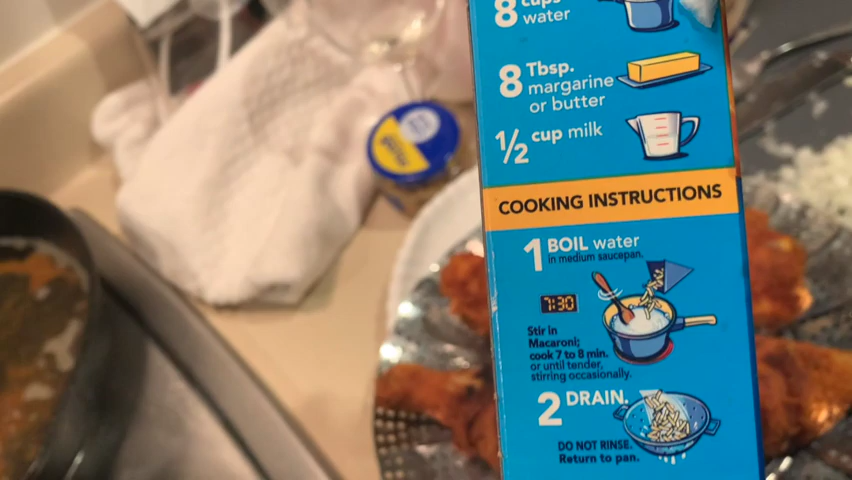 8 cups
water
8 Tbsp.
margarine
or butter
1/2 cup milk
COOKING INSTRUCTIONS
1 BOIL water
in medium saucepan.
7:30
Stir in
Macaroni;
cook 7 to 8 min.
or until tender,
stirring occasionally.
2 DRAIN.
DO NOT RINSE.
Return to pan.